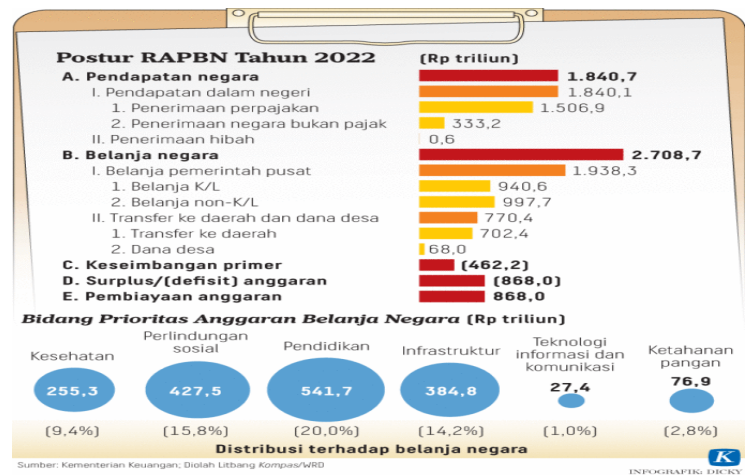 Postur RAPBN Tahun 2022 (Rp triliun)
A. Pendapatan negara 1.840,7
I. Pendapatan dalam negeri 1.840,1
1. Penerimaan perpajakan 1.506,9
2. Penerimaan negara bukan pajak 333,2
II. Penerimaan hibah 0,6
B. Belanja negara 2.708,7
I. Belanja pemerintah pusat 1.938,3
1. Belanja K/L 940,6
2. Belanja non-K/L 997,7
II. Transfer ke daerah dan dana desa 770,4
1. Transfer ke daerah 702,4
2. Dana desa 68,0
C. Keseimbangan primer (462,2)
D. Surplus/(defisit) anggaran (868,0)
E. Pembiayaan anggaran 868,0
Bidang Prioritas Anggaran Belanja Negara (Rp triliun)
Kesehatan
255,3
(9,4%)
Perlindungan
sosial
427,5
(15,8%)
Pendidikan
541,7
(20,0%)
Infrastruktur
384,8
(14,2%)
Teknologi
informasi dan
komunikasi
27,4
(1,0%)
Ketahanan
pangan
76,9
(2,8%)
Distribusi terhadap belanja negara
Sumber: Kementerian Keuangan; Diolah Litbang Kompas/WRD
K
INFOGRAFIK: DICKY